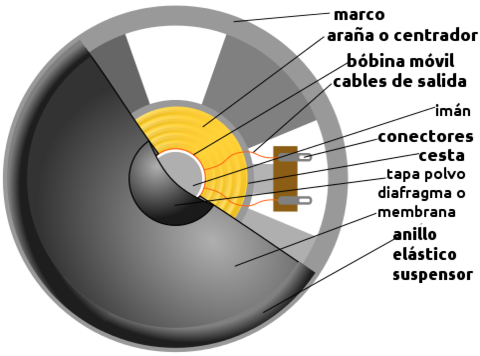 marco
araña o centrador
bóbina móvil
cables de salida
imán
conectores
cesta
tapa polvo
diafragma o
membrana
anillo
elástico
suspensor